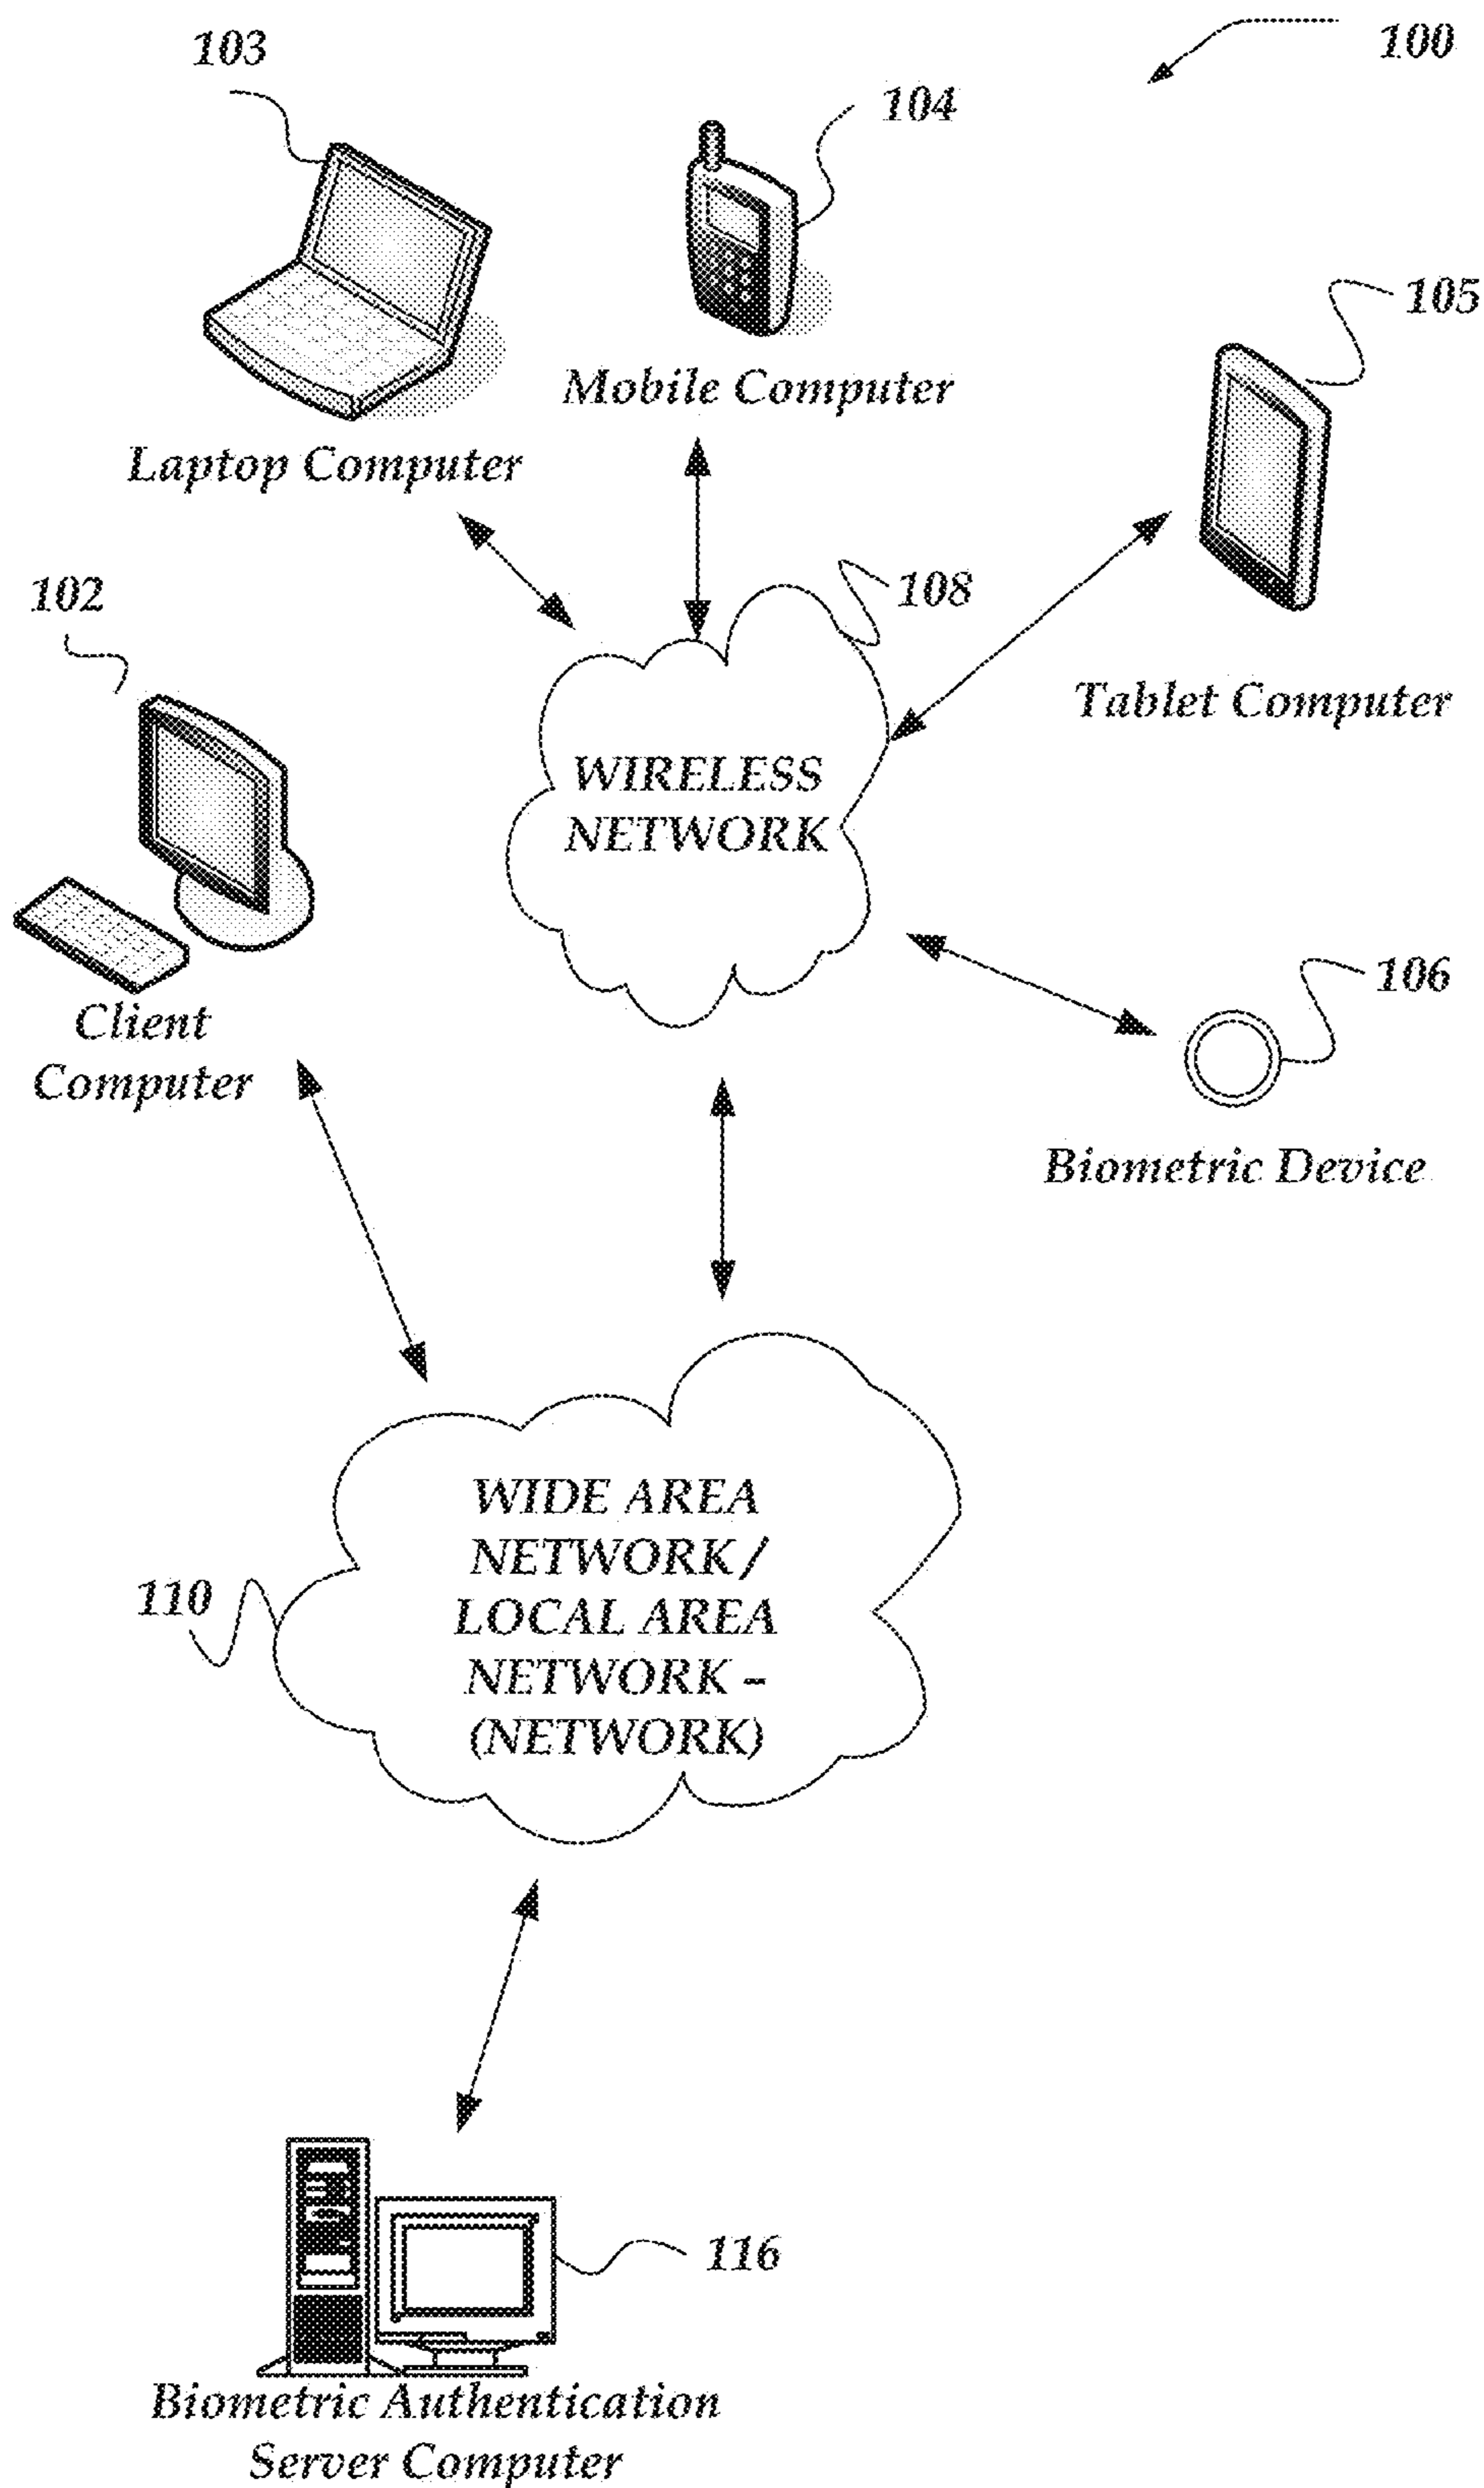 103
100
104
105
Mobile Computer
Laptop Computer
102
108
Tablet Computer
WIRELESS
NETWORK
106
Client
Computer
Biometric Device
WIDE AREA
NETWORK /
LOCAL AREA
NETWORK –
(NETWORK)
110
116
Biometric Authentication
Server Computer